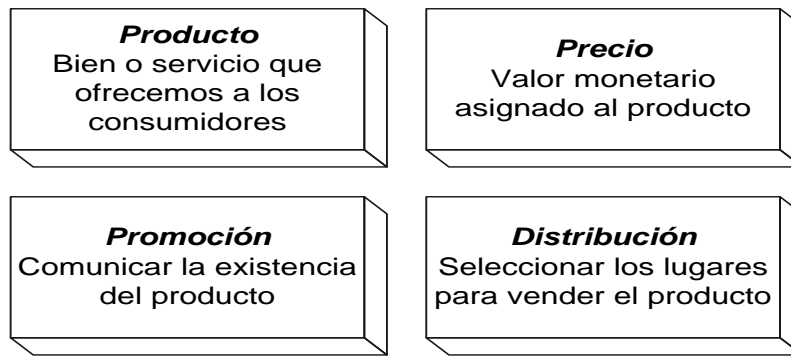 Producto
Bien o servicio que
ofrecemos a los
consumidores
Precio
Valor monetario
asignado al producto
Promoción
Comunicar la existencia
del producto
Distribución
Seleccionar los lugares
para vender el producto